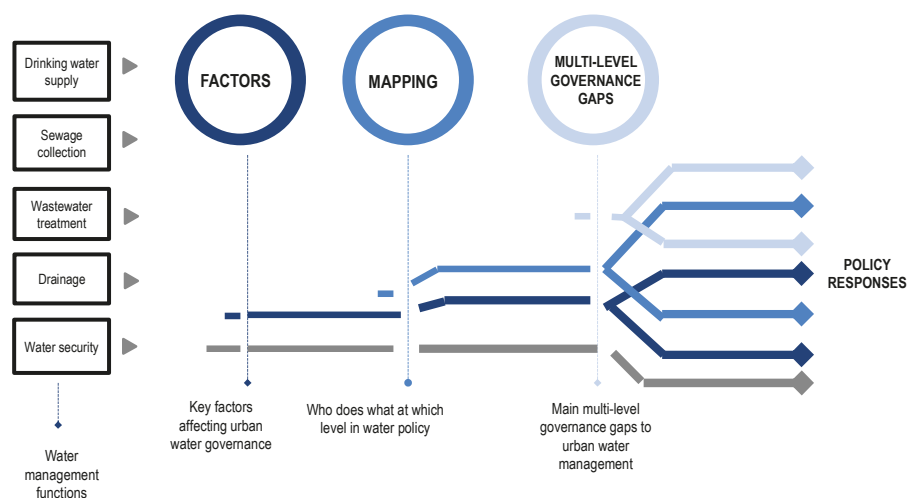 Drinking water
supply
Sewage
collection
Wastewater
treatment
Drainage
Water security
Water
management
functions
FACTORS
Key factors
affecting urban
water governance
MAPPING
Who does what at which
level in water policy
MULTI-LEVEL
GOVERNANCE
GAPS
Main multi-level
governance gaps to
urban water
management
POLICY
RESPONSES